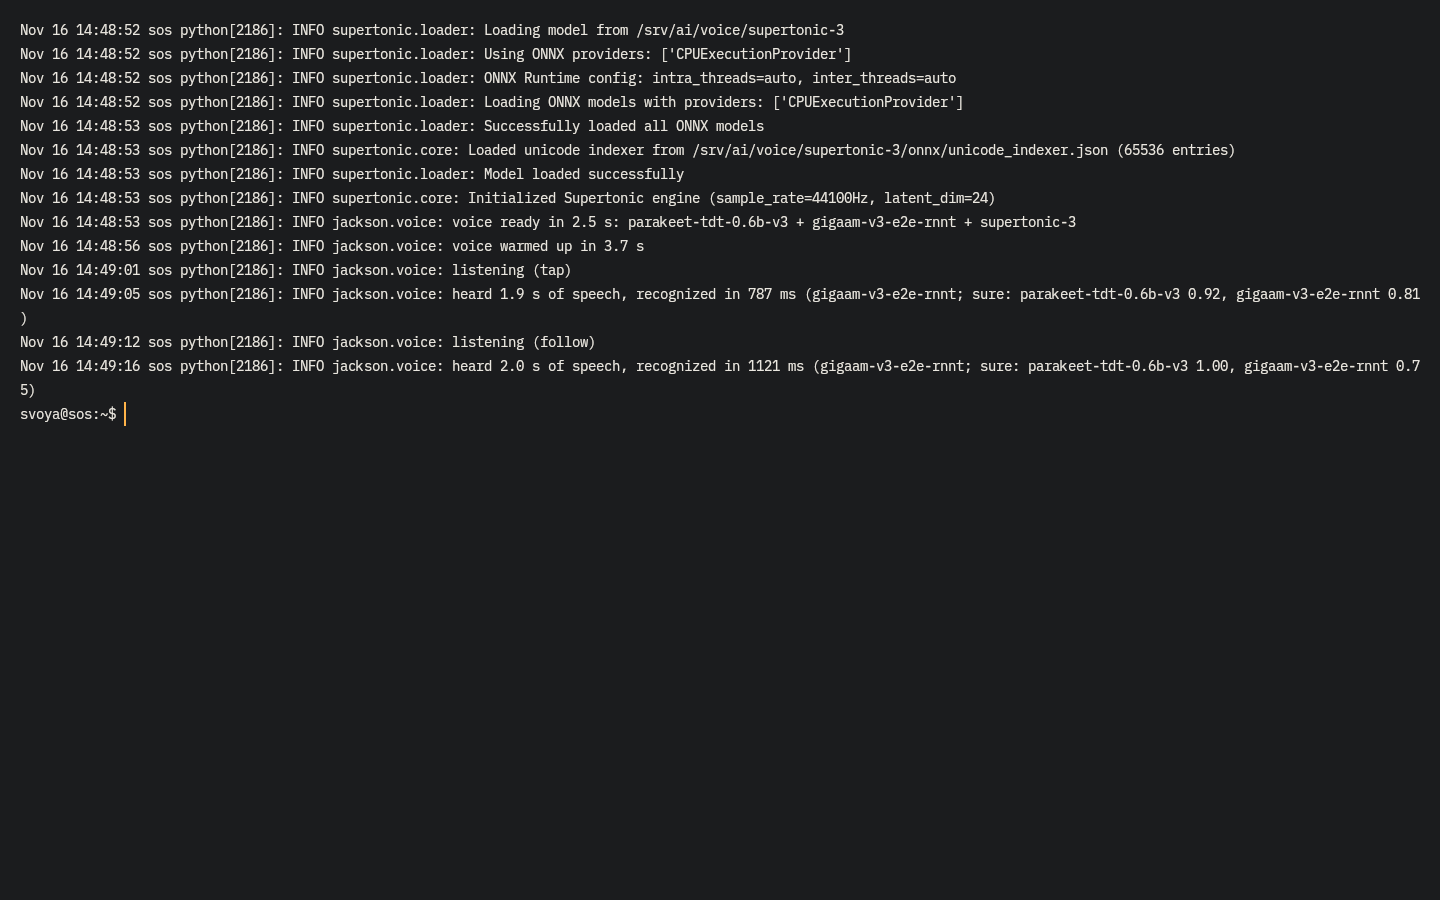 Nov 16 14:48:52 sos python[2186]: INFO supertonic.loader: Loading model from /srv/ai/voice/supertonic-3
Nov 16 14:48:52 sos python[2186]: INFO supertonic.loader: Using ONNX providers: ['CPUExecutionProvider']
Nov 16 14:48:52 sos python[2186]: INFO supertonic.loader: ONNX Runtime config: intra_threads=auto, inter_threads=auto
Nov 16 14:48:52 sos python[2186]: INFO supertonic.loader: Loading ONNX models with providers: ['CPUExecutionProvider']
Nov 16 14:48:53 sos python[2186]: INFO supertonic.loader: Successfully loaded all ONNX models
Nov 16 14:48:53 sos python[2186]: INFO supertonic.core: Loaded unicode indexer from /srv/ai/voice/supertonic-3/onnx/unicode_indexer.json (65536 entries)
Nov 16 14:48:53 sos python[2186]: INFO supertonic.loader: Model loaded successfully
Nov 16 14:48:53 sos python[2186]: INFO supertonic.core: Initialized Supertonic engine (sample_rate=44100Hz, latent_dim=24)
Nov 16 14:48:53 sos python[2186]: INFO jackson.voice: voice ready in 2.5 s: parakeet-tdt-0.6b-v3 + gigaam-v3-e2e-rnnt + supertonic-3
Nov 16 14:48:56 sos python[2186]: INFO jackson.voice: voice warmed up in 3.7 s
Nov 16 14:49:01 sos python[2186]: INFO jackson.voice: listening (tap)
Nov 16 14:49:05 sos python[2186]: INFO jackson.voice: heard 1.9 s of speech, recognized in 787 ms (gigaam-v3-e2e-rnnt; sure: parakeet-tdt-0.6b-v3 0.92, gigaam-v3-e2e-rnnt 0.81
)
Nov 16 14:49:12 sos python[2186]: INFO jackson.voice: listening (follow)
Nov 16 14:49:16 sos python[2186]: INFO jackson.voice: heard 2.0 s of speech, recognized in 1121 ms (gigaam-v3-e2e-rnnt; sure: parakeet-tdt-0.6b-v3 1.00, gigaam-v3-e2e-rnnt 0.7
5)
svoya@sos:~$